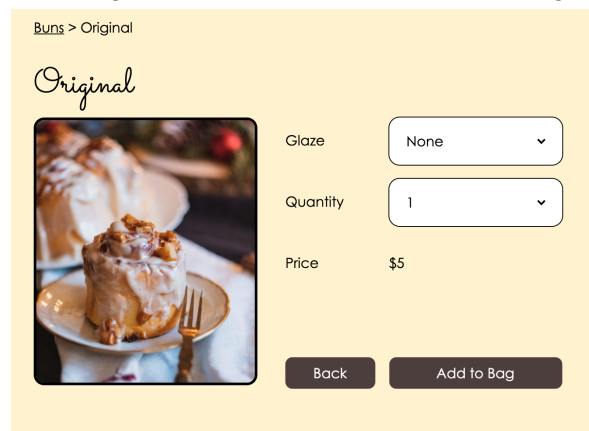 Buns > Original
Original
Glaze None
Quantity 1
Price $5
Back Add to Bag